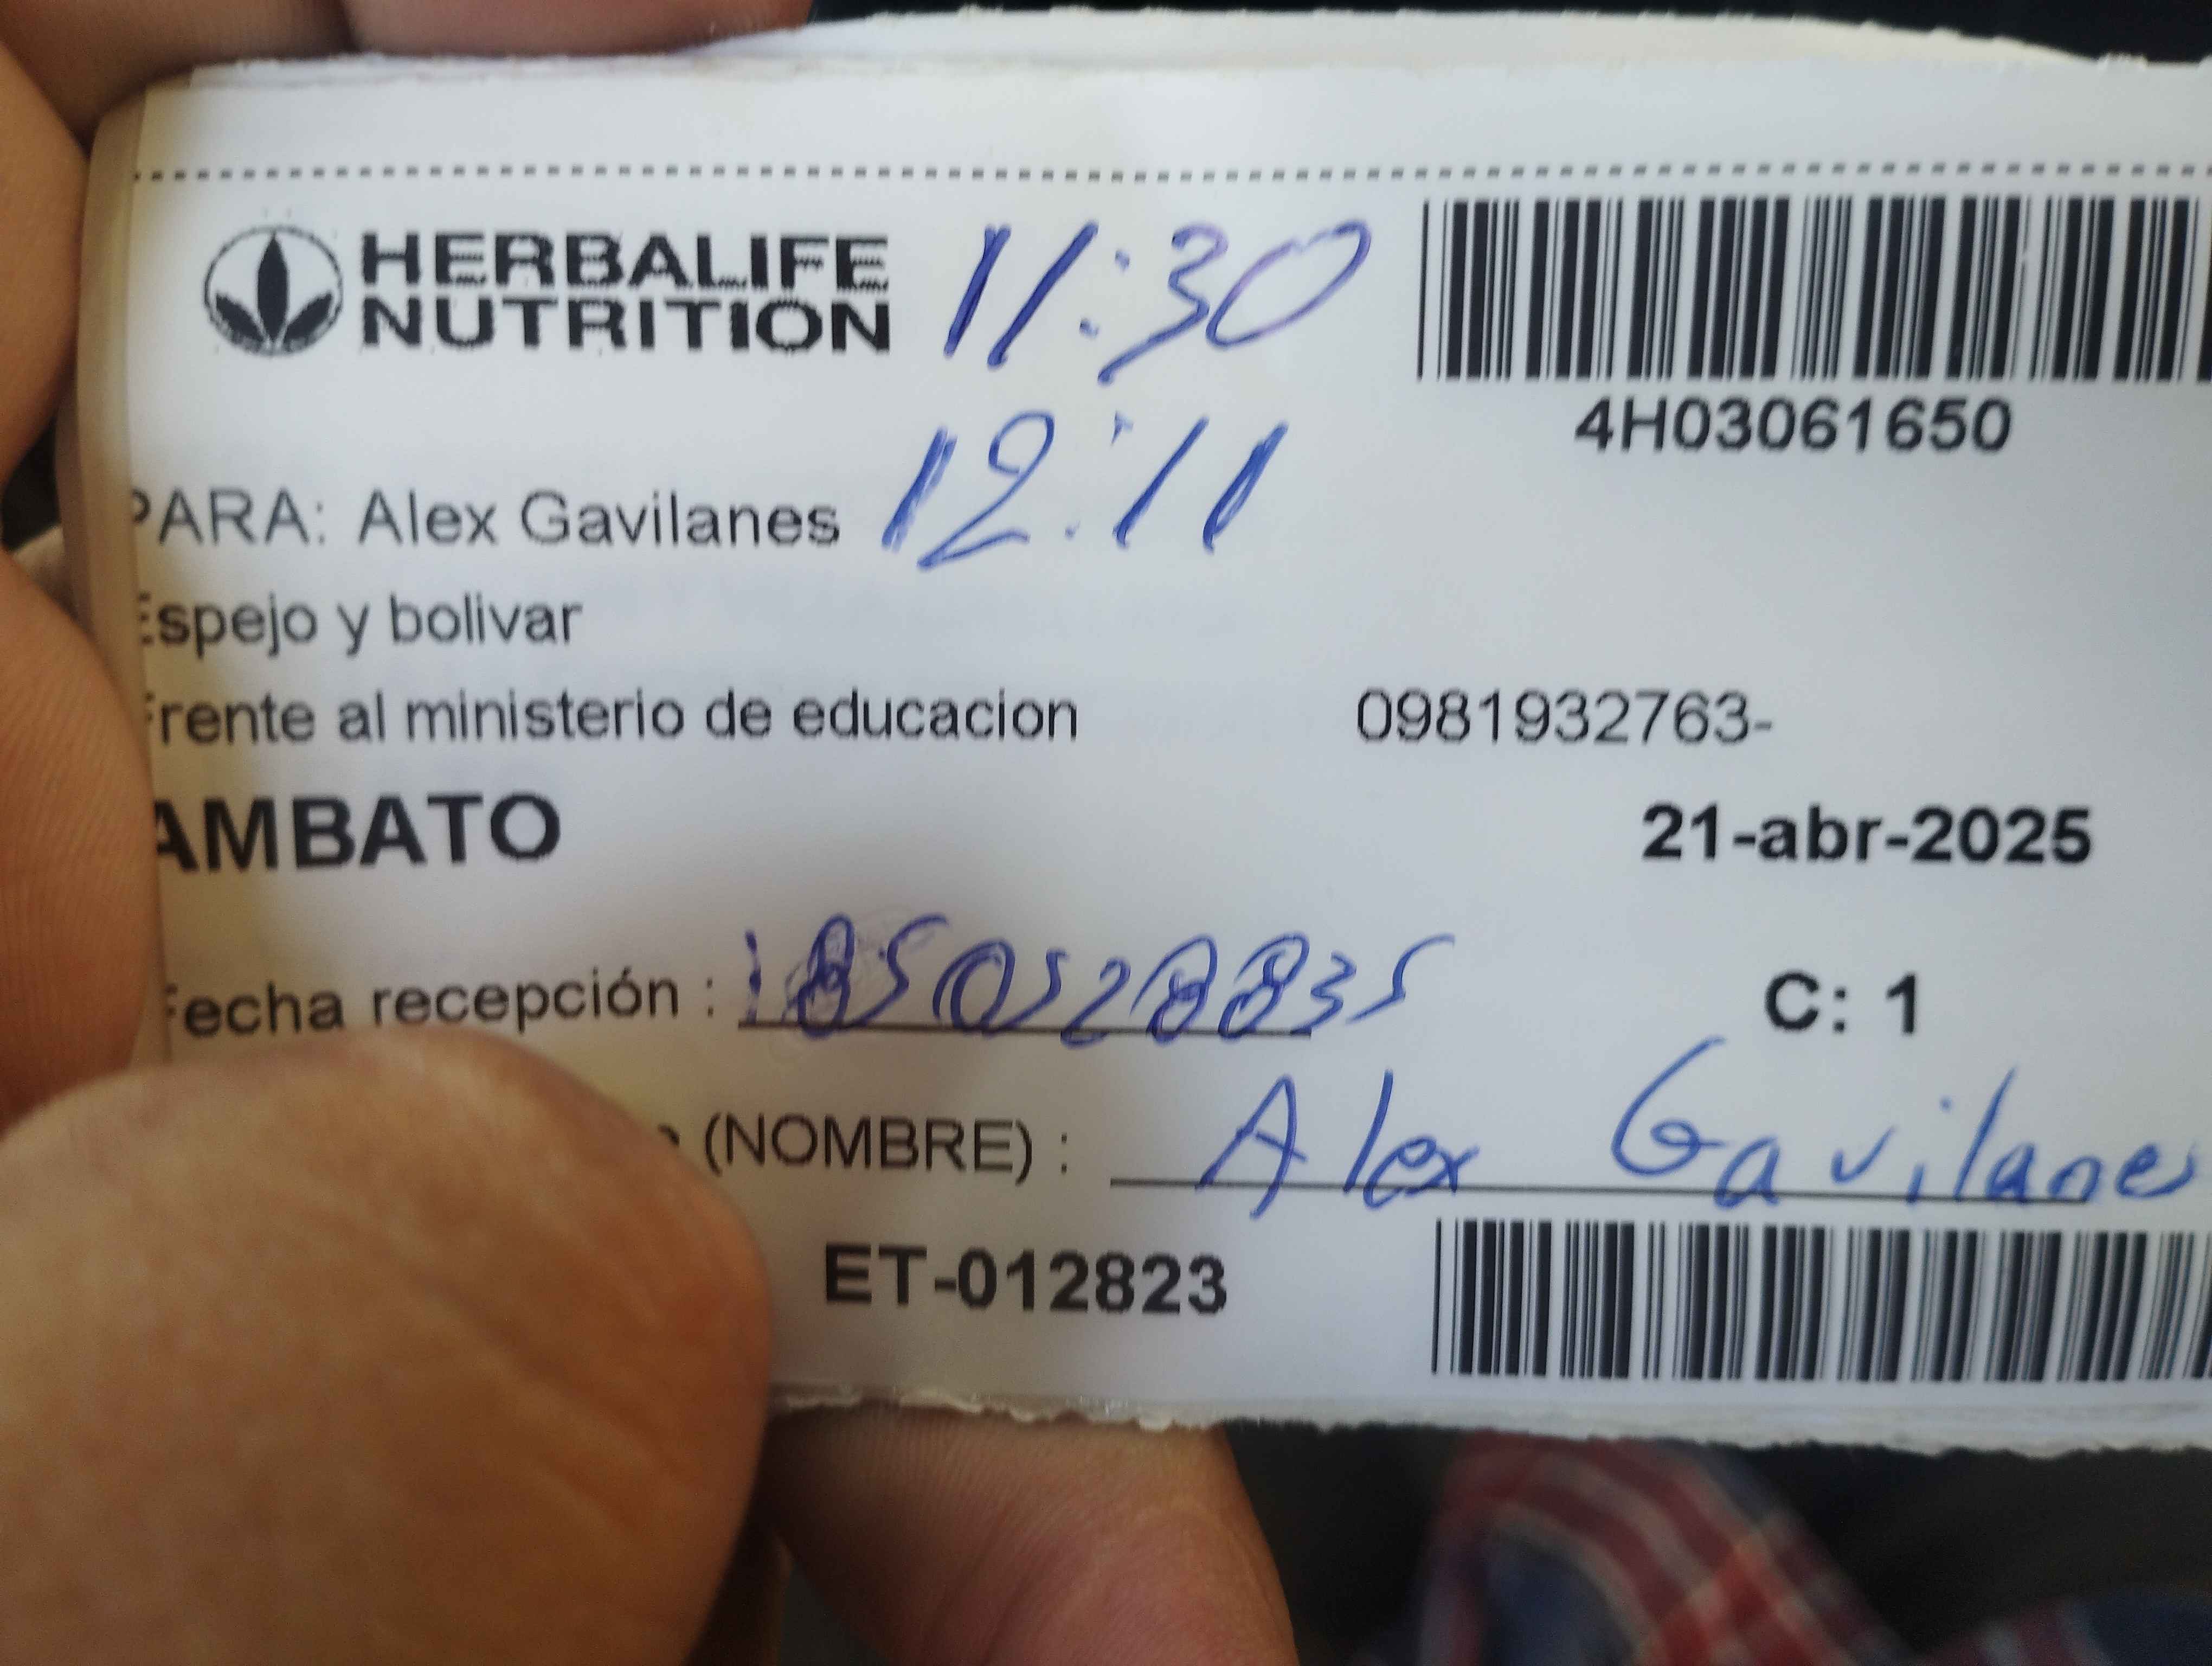 HERBALIFE
NUTRITION
11:30
4H03061650
12:11
PARA: Alex Gavilanes
Espejo y bolivar
frente al ministerio de educacion 0981932763-
AMBATO 21-abr-2025
Fecha recepción : 1850528835 C: 1
(NOMBRE) : Alex Gavilanes
ET-012823